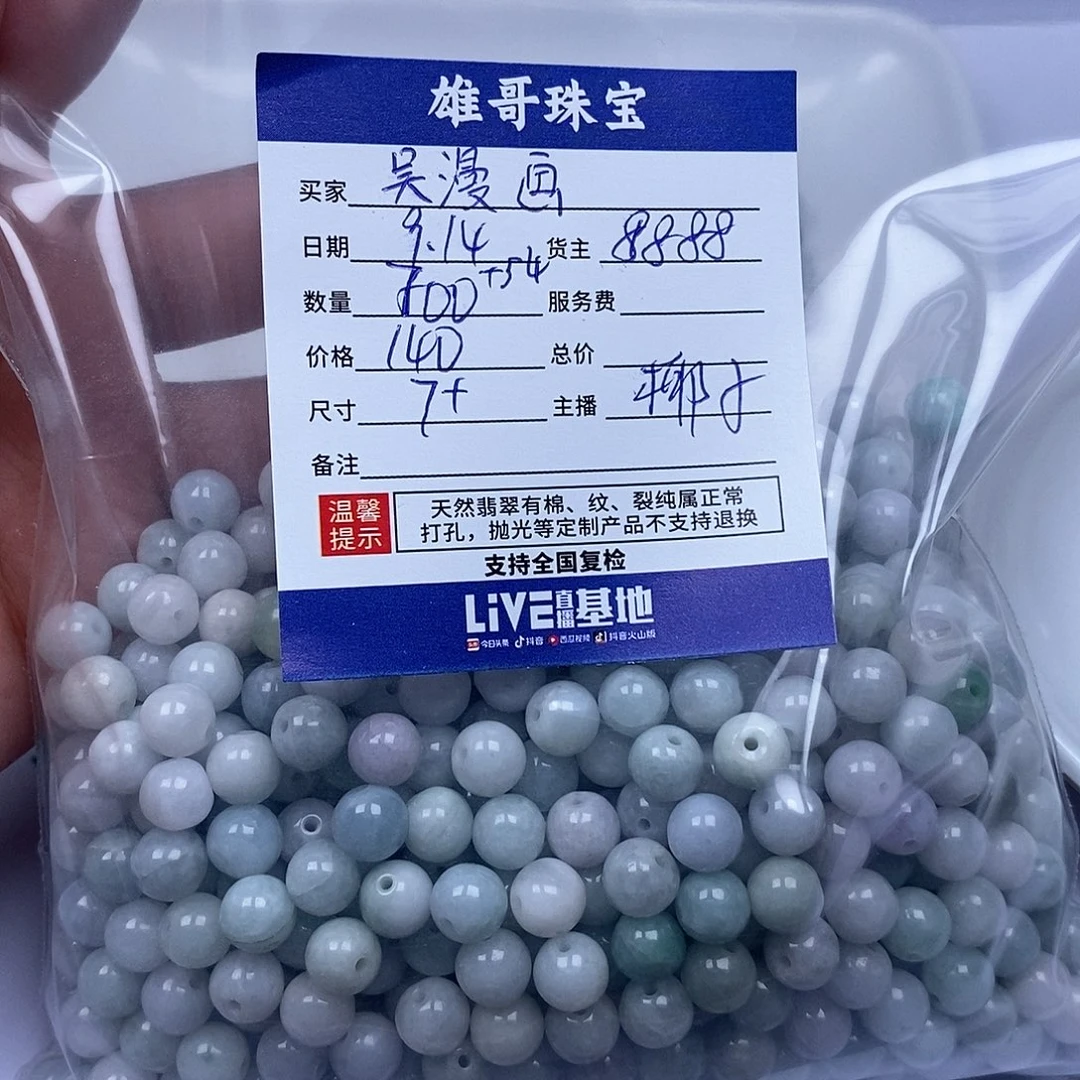 雄哥珠宝
买家 吴漫画
日期 9.14 货主 8888
数量 700+54 服务费
价格 140 总价
尺寸 7+ 主播 椰子
备注
温馨提示 天然翡翠有棉、纹、裂纯属正常
打孔，抛光等定制产品不支持退换
支持全国复检
LiVE直播基地
今日头条 抖音 西瓜视频 抖音火山版